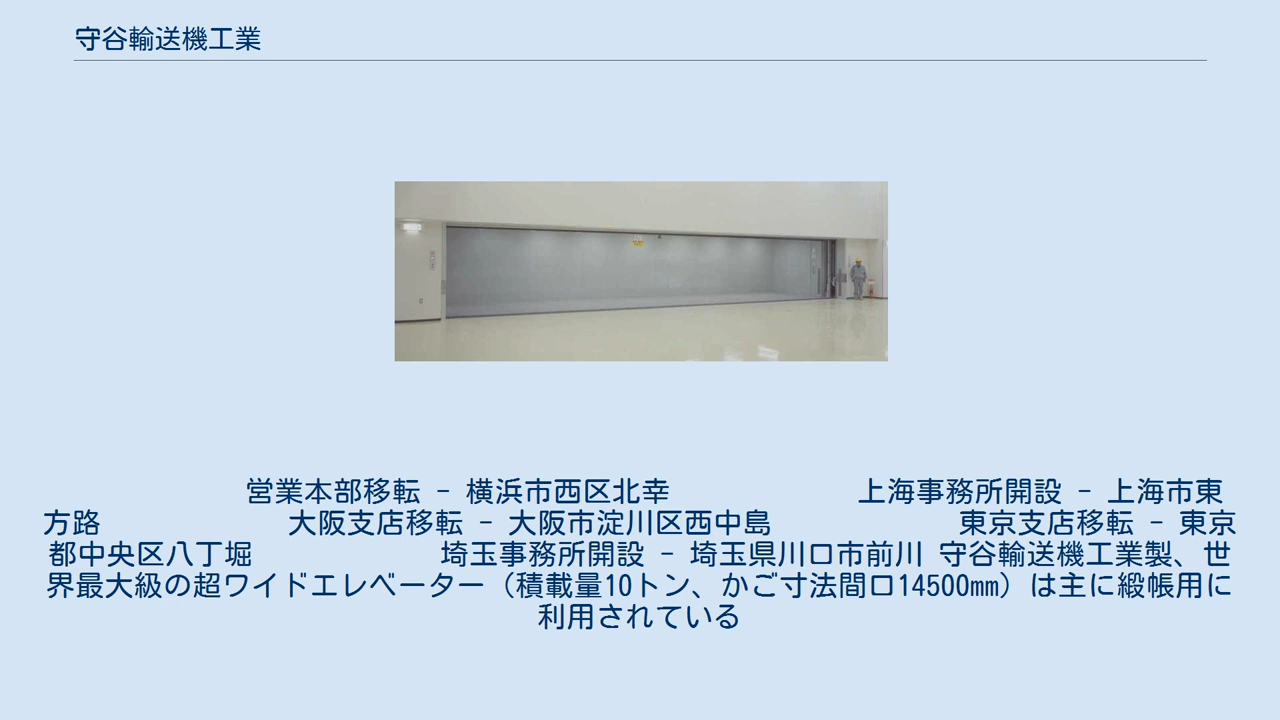 守谷輸送機工業
営業本部移転 - 横浜市西区北幸 上海事務所開設 - 上海市東
方路 大阪支店移転 - 大阪市淀川区西中島 東京支店移転 - 東京
都中央区八丁堀 埼玉事務所開設 - 埼玉県川口市前川 守谷輸送機工業製、世
界最大級の超ワイドエレベーター（積載量10トン、かご寸法間口14500㎜）は主に緞帳用に
利用されている